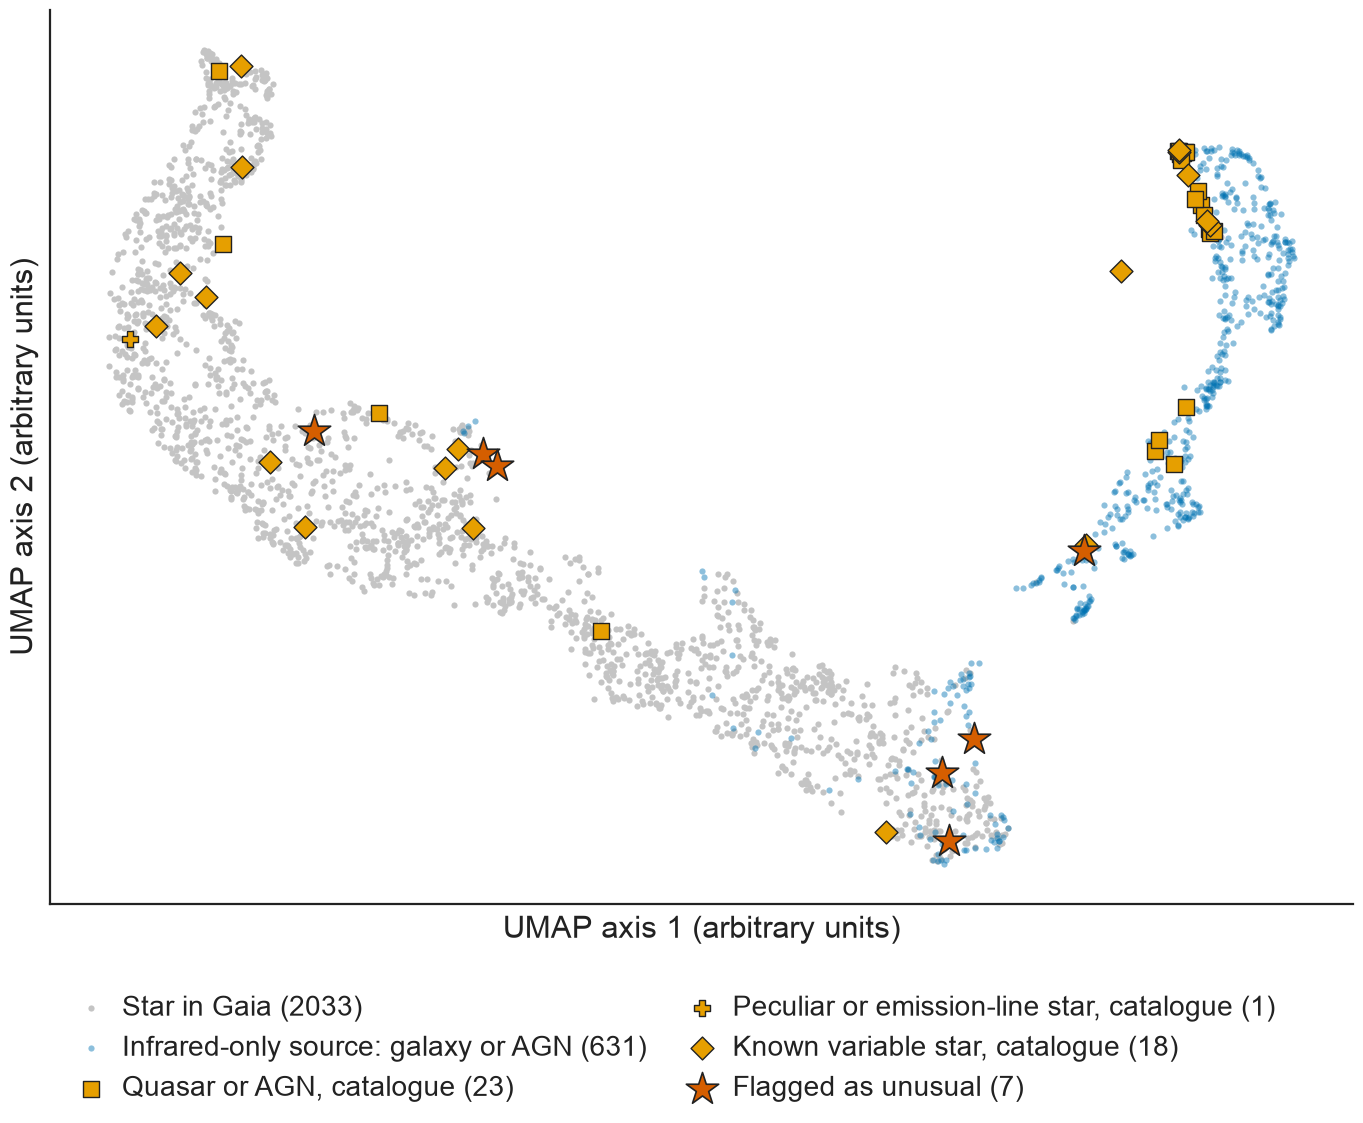 UMAP axis 2 (arbitrary units)
UMAP axis 1 (arbitrary units)
Star in Gaia (2033)
Infrared-only source: galaxy or AGN (631)
Quasar or AGN, catalogue (23)
Peculiar or emission-line star, catalogue (1)
Known variable star, catalogue (18)
Flagged as unusual (7)